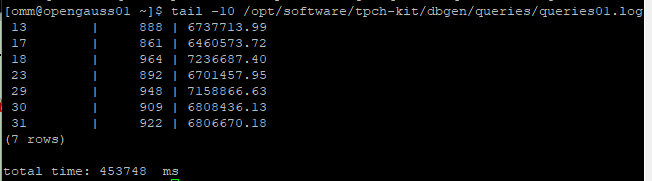 [omm@opengauss01 ~]$ tail -10 /opt/software/tpch-kit/dbgen/queries/queries01.log
13 | 888 | 6737713.99
17 | 861 | 6460573.72
18 | 964 | 7236687.40
23 | 892 | 6701457.95
29 | 948 | 7158866.63
30 | 909 | 6808436.13
31 | 922 | 6806670.18
(7 rows)
total time: 453748 ms